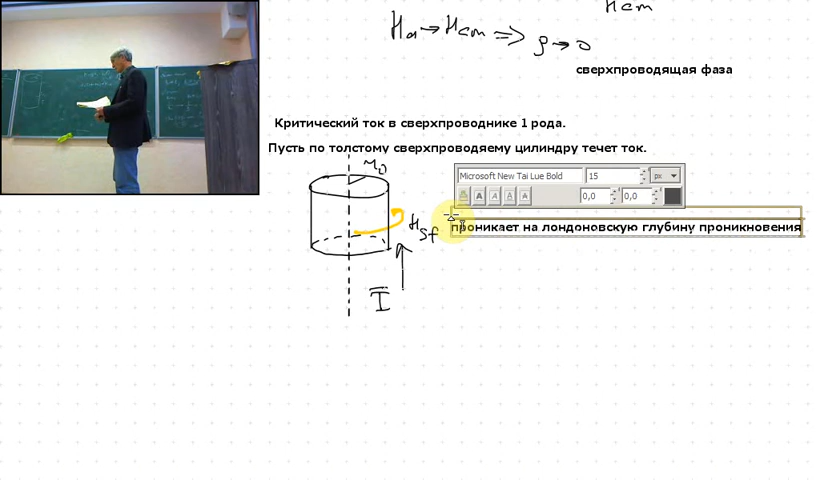 Hcm
Ha → Hcm ⇒ ρ → 0
сверхпроводящая фаза
Критический ток в сверхпроводнике 1 рода.
Пусть по толстому сверхпроводяему цилиндру течет ток.
Microsoft New Tai Lue Bold 15 px
A A A A 0,0 0,0
H Sf
проникает на лондоновскую глубину проникновения
I